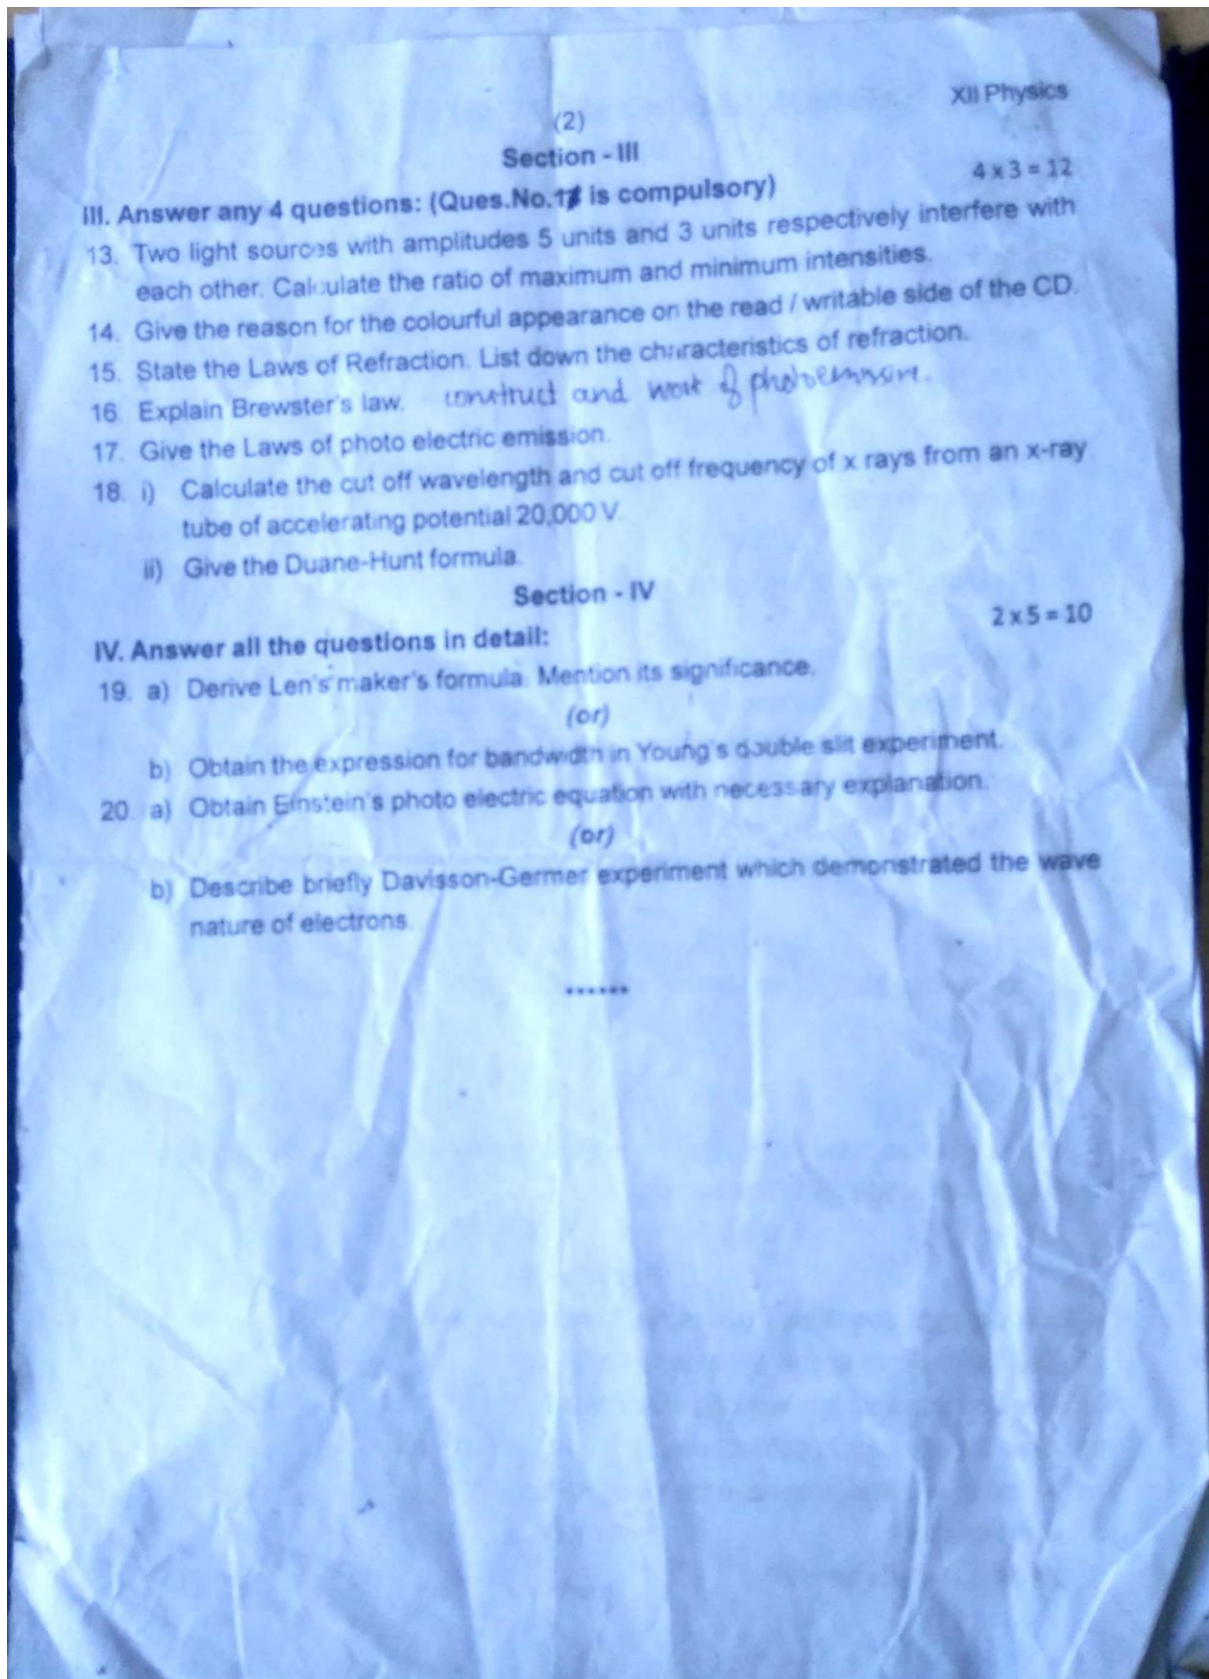 XII Physics
(2)
Section - III
4 x 3 = 12
III. Answer any 4 questions: (Ques.No.18 is compulsory)
13. Two light sources with amplitudes 5 units and 3 units respectively interfere with
each other. Calculate the ratio of maximum and minimum intensities.
14. Give the reason for the colourful appearance on the read / writable side of the CD.
15. State the Laws of Refraction. List down the characteristics of refraction.
16. Explain Brewster's law. construct and work of photoemission.
17. Give the Laws of photo electric emission.
18. i) Calculate the cut off wavelength and cut off frequency of x rays from an x-ray
tube of accelerating potential 20,000 V.
ii) Give the Duane-Hunt formula.
Section - IV
2 x 5 = 10
IV. Answer all the questions in detail:
19. a) Derive Len's maker's formula. Mention its significance.
(or)
b) Obtain the expression for bandwidth in Young's double slit experiment.
20. a) Obtain Einstein's photo electric equation with necessary explanation.
(or)
b) Describe briefly Davisson-Germer experiment which demonstrated the wave
nature of electrons.
******